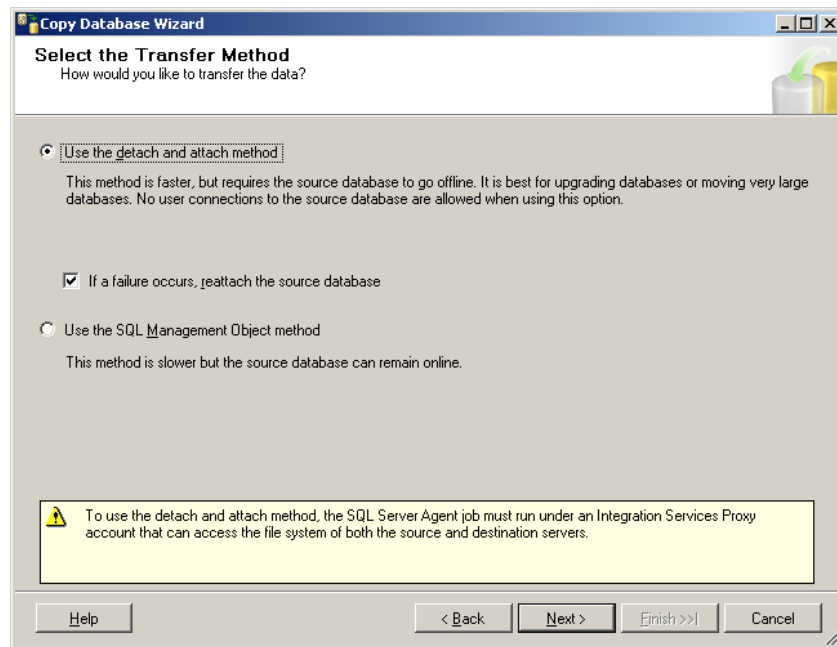 Copy Database Wizard
Select the Transfer Method
How would you like to transfer the data?
Use the detach and attach method
This method is faster, but requires the source database to go offline. It is best for upgrading databases or moving very large
databases. No user connections to the source database are allowed when using this option.
If a failure occurs, reattach the source database
Use the SQL Management Object method
This method is slower but the source database can remain online.
To use the detach and attach method, the SQL Server Agent job must run under an Integration Services Proxy
account that can access the file system of both the source and destination servers.
Help
< Back
Next >
Finish >>|
Cancel